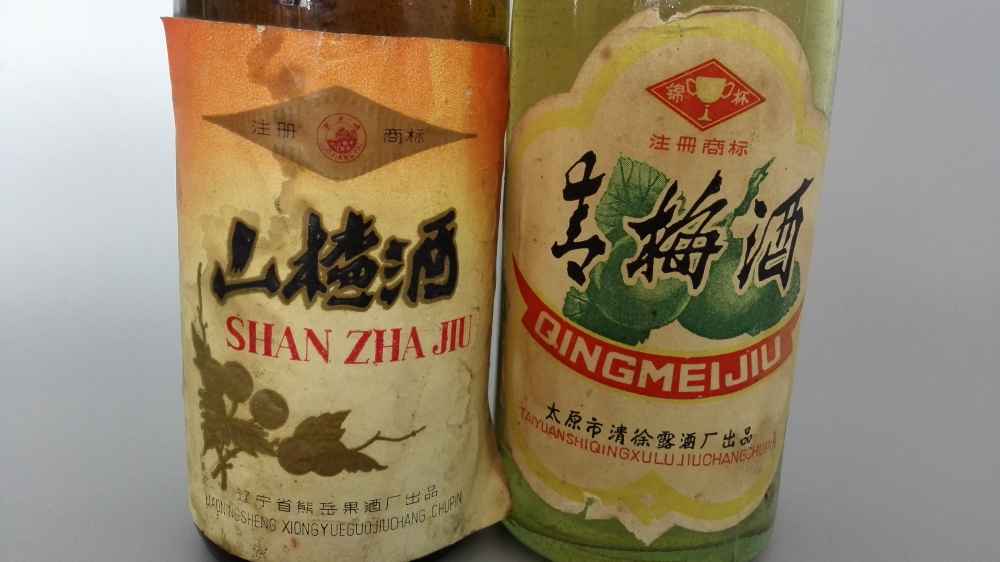 注册 商标
山楂酒
SHAN ZHA JIU
辽宁省熊岳果酒厂出品
LIAONINGSHENG XIONGYUEGUOJIUCHANG CHUPIN
锦 杯
注册商标
青梅酒
QINGMEIJIU
太原市清徐露酒厂出品
TAIYUANSHIQINGXULUJIUCHANGCHUPIN